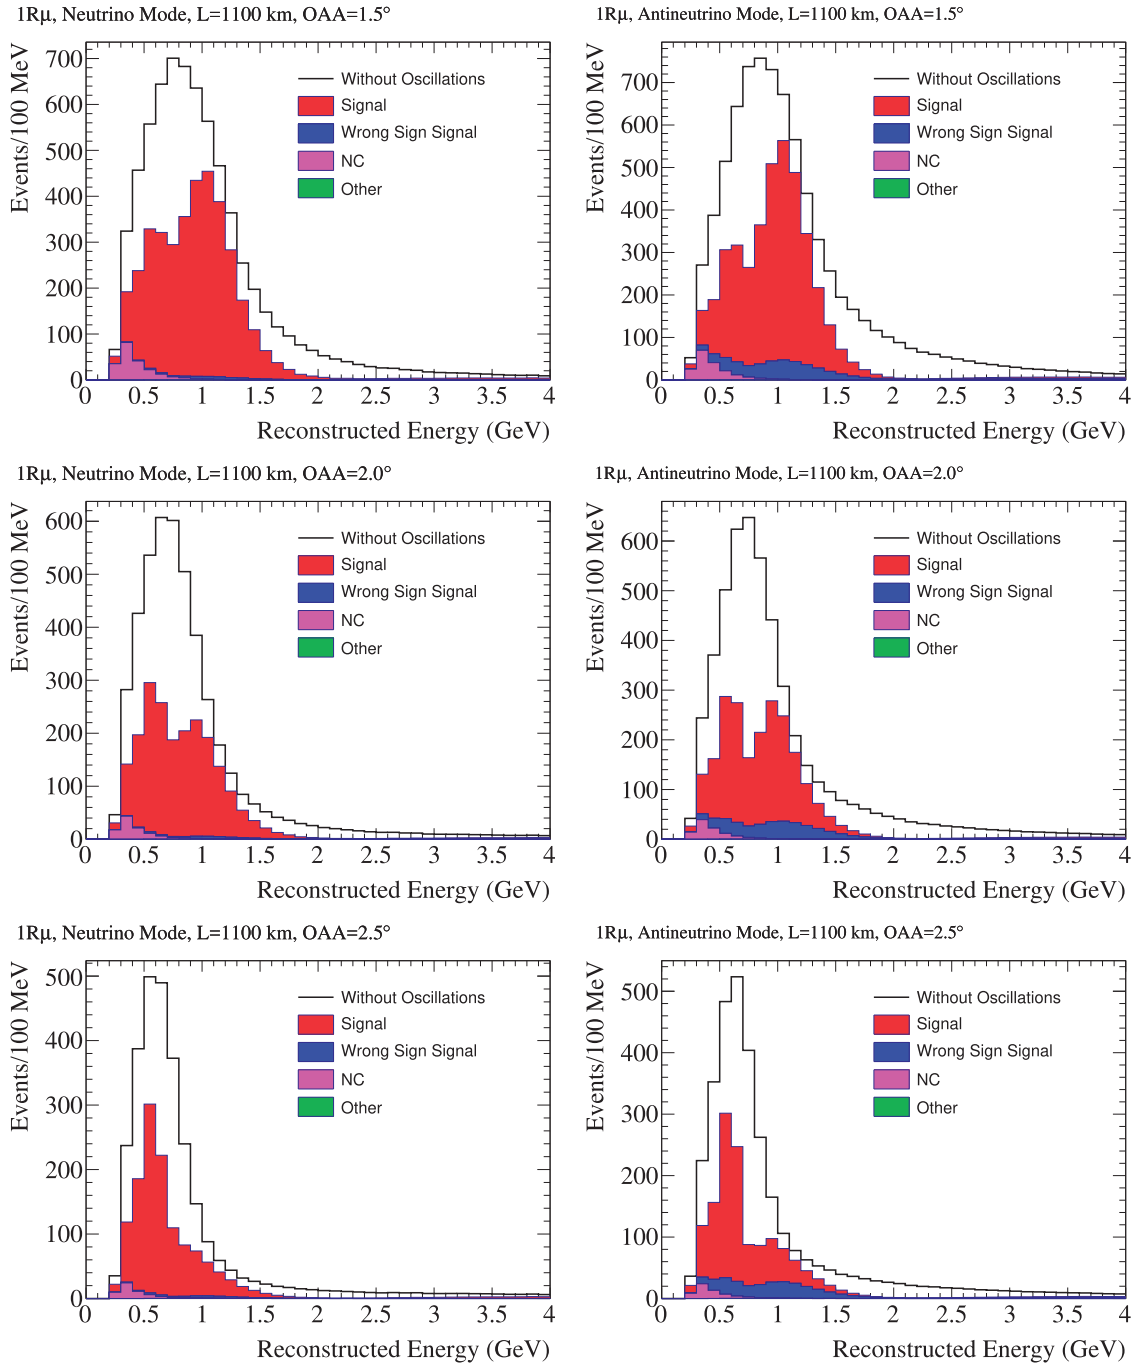 1Rμ, Neutrino Mode, L=1100 km, OAA=1.5°
Events/100 MeV
700
600
500
400
300
200
100
0
Without Oscillations
Signal
Wrong Sign Signal
NC
Other
0 0.5 1 1.5 2 2.5 3 3.5 4
Reconstructed Energy (GeV)
1Rμ, Antineutrino Mode, L=1100 km, OAA=1.5°
Events/100 MeV
700
600
500
400
300
200
100
0
Without Oscillations
Signal
Wrong Sign Signal
NC
Other
0 0.5 1 1.5 2 2.5 3 3.5 4
Reconstructed Energy (GeV)
1Rμ, Neutrino Mode, L=1100 km, OAA=2.0°
Events/100 MeV
600
500
400
300
200
100
0
Without Oscillations
Signal
Wrong Sign Signal
NC
Other
0 0.5 1 1.5 2 2.5 3 3.5 4
Reconstructed Energy (GeV)
1Rμ, Antineutrino Mode, L=1100 km, OAA=2.0°
Events/100 MeV
600
500
400
300
200
100
0
Without Oscillations
Signal
Wrong Sign Signal
NC
Other
0 0.5 1 1.5 2 2.5 3 3.5 4
Reconstructed Energy (GeV)
1Rμ, Neutrino Mode, L=1100 km, OAA=2.5°
Events/100 MeV
500
400
300
200
100
0
Without Oscillations
Signal
Wrong Sign Signal
NC
Other
0 0.5 1 1.5 2 2.5 3 3.5 4
Reconstructed Energy (GeV)
1Rμ, Antineutrino Mode, L=1100 km, OAA=2.5°
Events/100 MeV
500
400
300
200
100
0
Without Oscillations
Signal
Wrong Sign Signal
NC
Other
0 0.5 1 1.5 2 2.5 3 3.5 4
Reconstructed Energy (GeV)